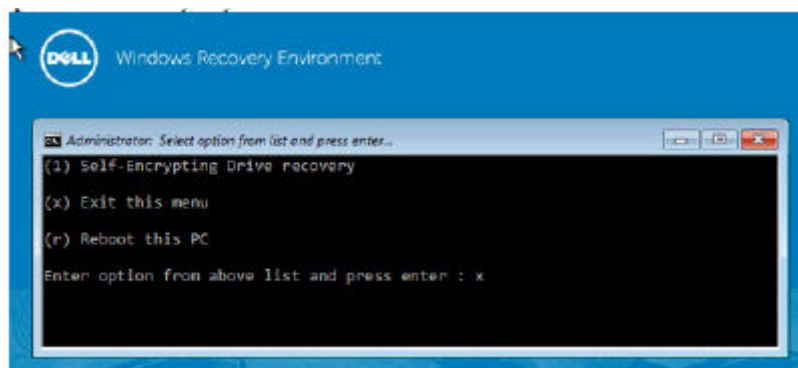 DELL
Windows Recovery Environment
Administrator: Select option from list and press enter...
(1) Self-Encrypting Drive recovery
(x) Exit this menu
(r) Reboot this PC
Enter option from above list and press enter : x